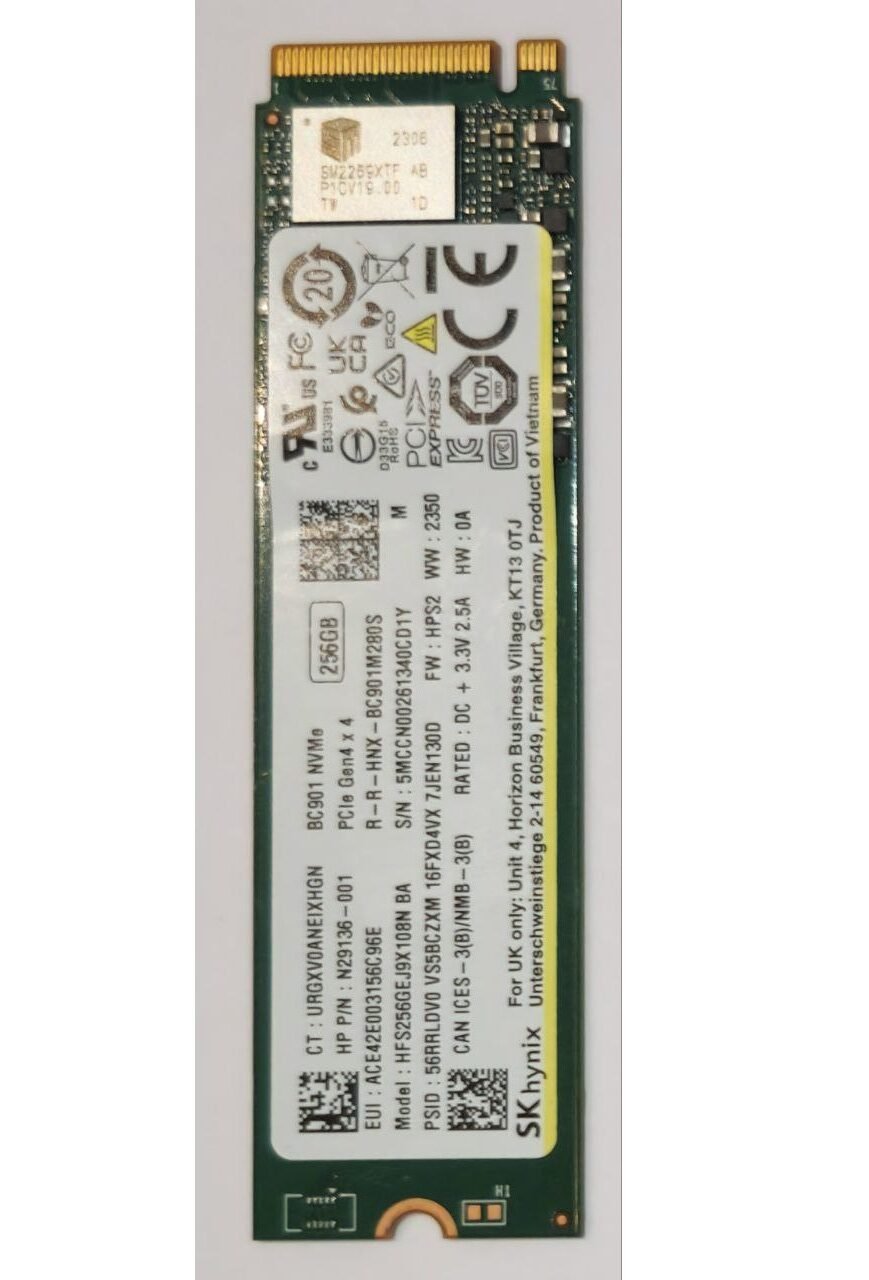 1
75
2306
SM2269XTF AB
P1CV19.00
TW 1D
CT : URGXV0ANEIXHGN
BC901 NVMe
256GB
HP P/N : N29136-001
PCIe Gen4 x 4
EUI : ACE42E003156C96E
R-R-HNX-BC901M280S
Model : HFS256GEJ9X108N BA
S/N : 5MCCN00261340CD1Y
M
PSID : 56RRLDV0 VS5BCZXM 16FXD4VX 7JEN130D
FW : HPS2 WW : 2350
CAN ICES-3(B)/NMB-3(B)
RATED : DC + 3.3V 2.5A HW : 0A
SK hynix
For UK only: Unit 4, Horizon Business Village, KT13 0TJ
Unterschweinstiege 2-14 60549, Frankfurt, Germany, Product of Vietnam
c US FC 20
E333981
UK
CA
D33G15
RoHS
ECO
PCI
EXPRESS
TÜV
VCI
CE